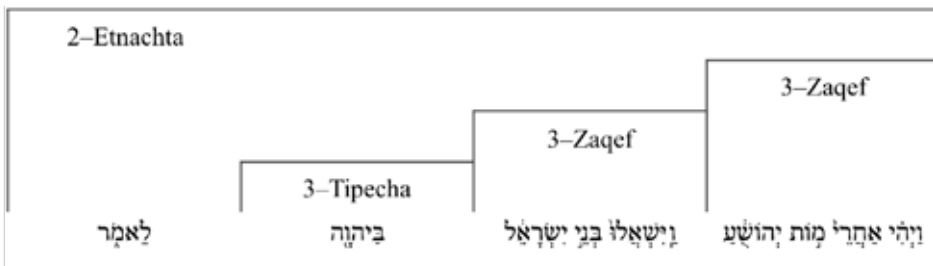 2–Etnachta
3–Zaqef
3–Zaqef
3–Tipecha
וַיְהִ֗י אַחֲרֵי֙ מ֣וֹת יְהוֹשֻׁ֔עַ וַֽיִּשְׁאֲלוּ֙ בְּנֵ֣י יִשְׂרָאֵ֔ל בַּיהוָ֖ה לֵאמֹ֑ר